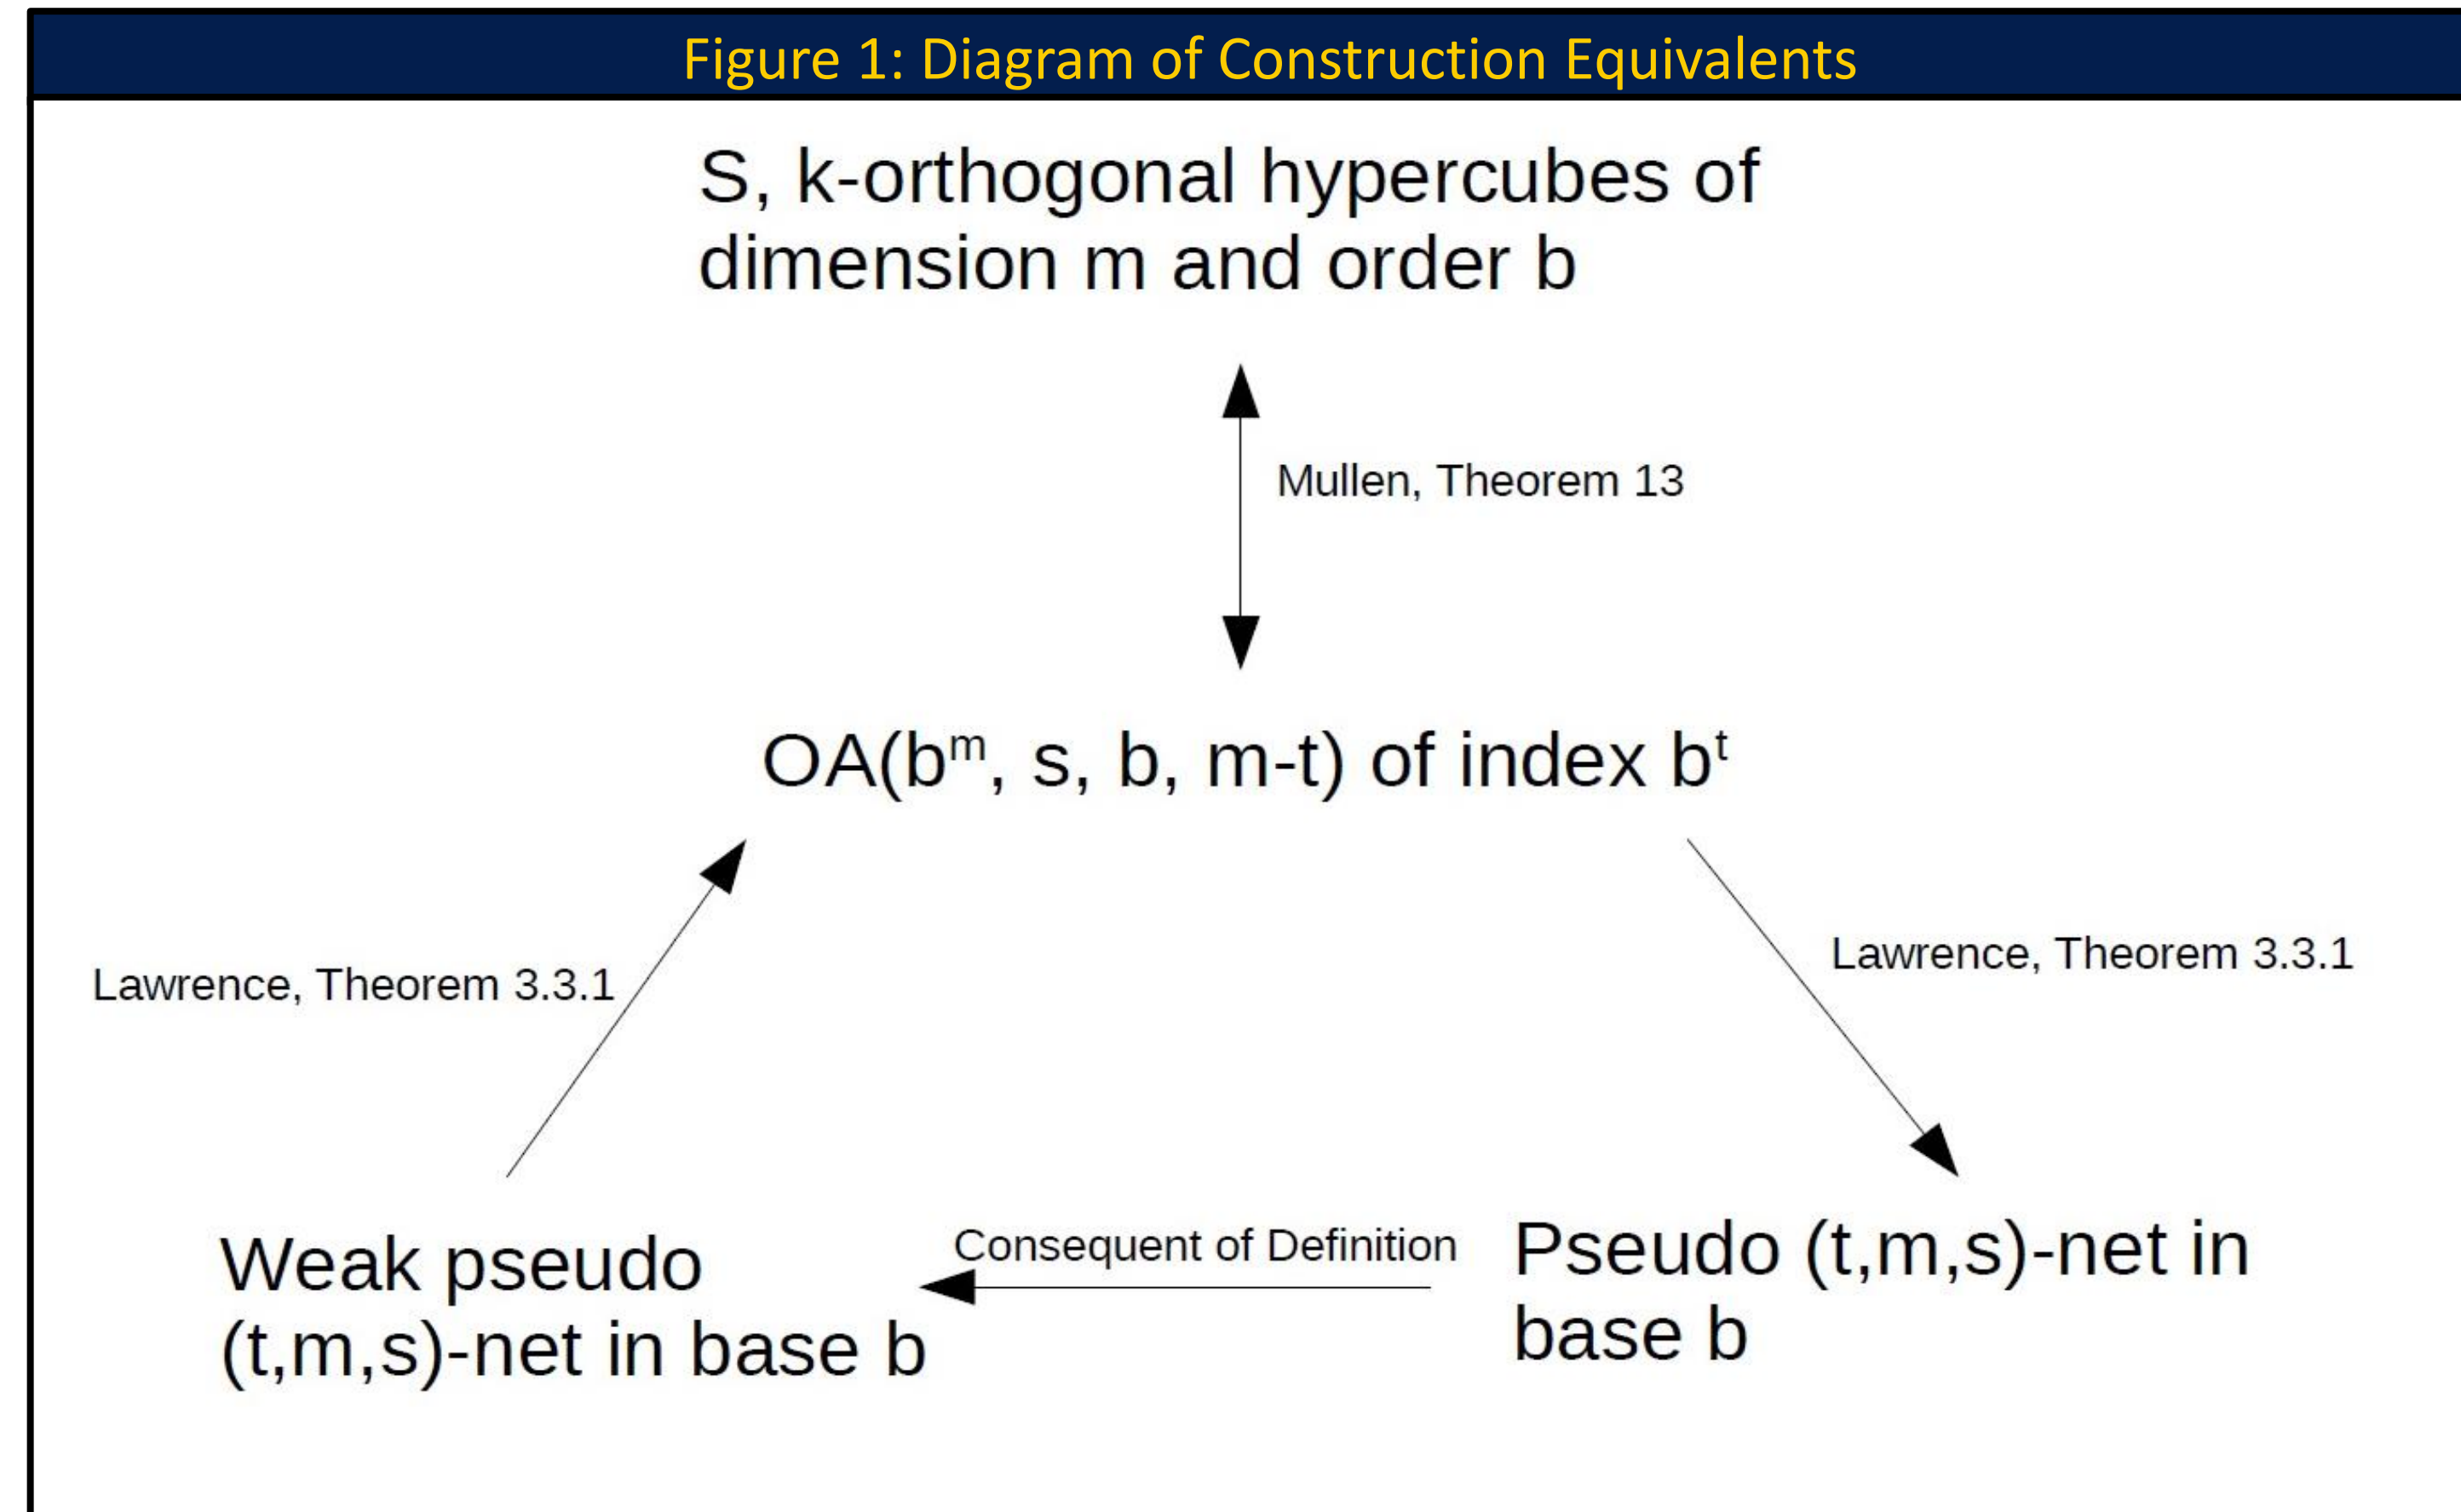 Figure 1: Diagram of Construction Equivalents
S, k-orthogonal hypercubes of
dimension m and order b
Mullen, Theorem 13
OA(bᵐ, s, b, m-t) of index bᵗ
Lawrence, Theorem 3.3.1
Lawrence, Theorem 3.3.1
Weak pseudo
(t,m,s)-net in base b
Consequent of Definition
Pseudo (t,m,s)-net in
base b